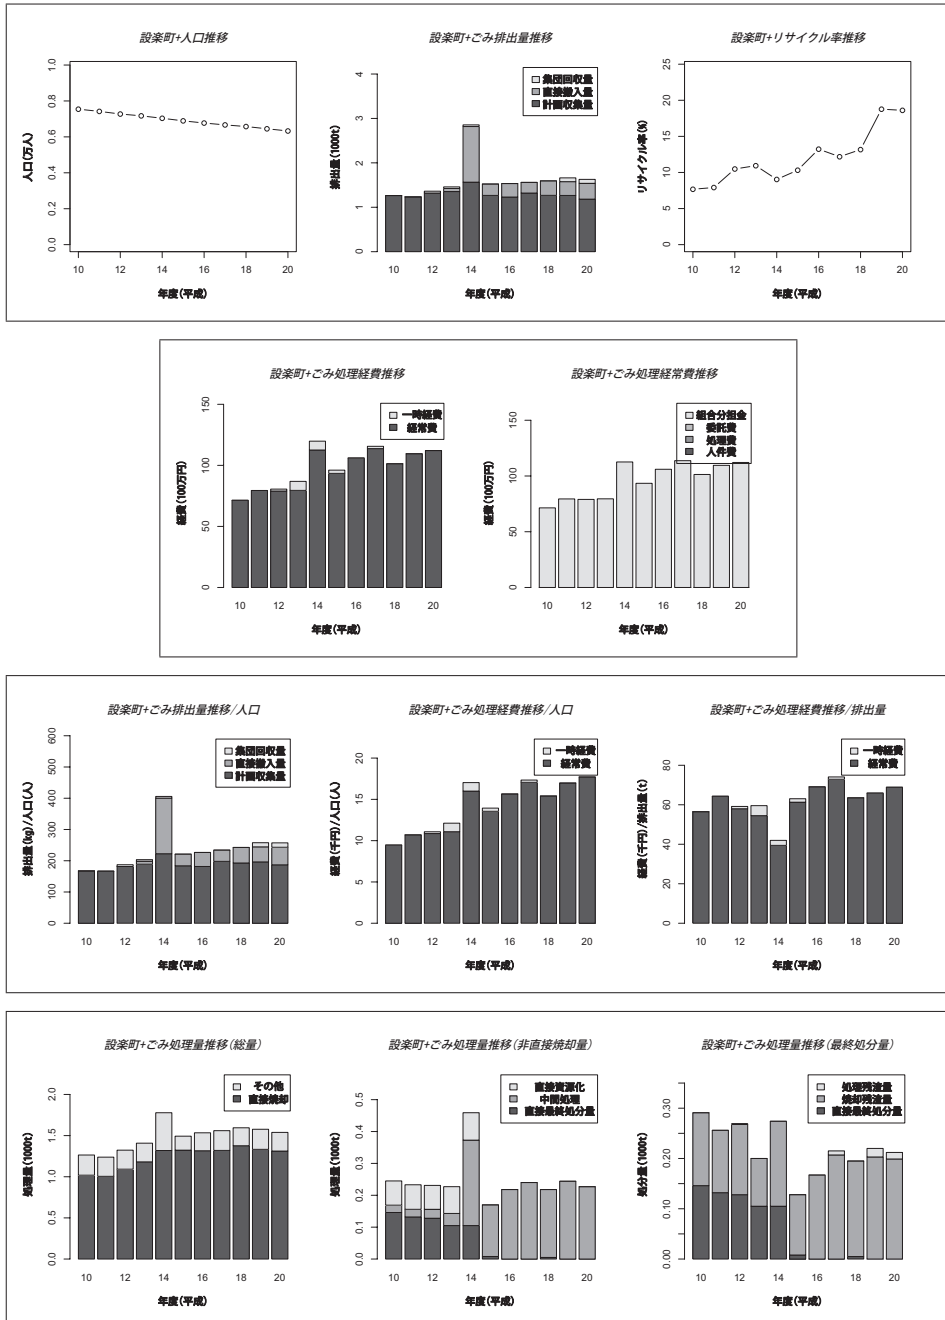 設楽町+人口推移
人口(万人)
0.0 0.2 0.4 0.6 0.8 1.0
10 12 14 16 18 20
年度(平成)
設楽町+ごみ排出量推移
集団回収量
直接搬入量
計画収集量
排出量(1000t)
0 1 2 3 4
10 12 14 16 18 20
年度(平成)
設楽町+リサイクル率推移
リサイクル率(%)
0 5 10 15 20 25
10 12 14 16 18 20
年度(平成)
設楽町+ごみ処理経費推移
一時経費
経常費
経費(100万円)
0 50 100 150
10 12 14 16 18 20
年度(平成)
設楽町+ごみ処理経常費推移
組合分担金
委託費
処理費
人件費
経費(100万円)
0 50 100 150
10 12 14 16 18 20
年度(平成)
設楽町+ごみ排出量推移/人口
集団回収量
直接搬入量
計画収集量
排出量(kg)/人口(人)
0 100 200 300 400 500 600
10 12 14 16 18 20
年度(平成)
設楽町+ごみ処理経費推移/人口
一時経費
経常費
経費(千円)/人口(人)
0 5 10 15 20
10 12 14 16 18 20
年度(平成)
設楽町+ごみ処理経費推移/排出量
一時経費
経常費
経費(千円)/排出量(t)
0 20 40 60 80
10 12 14 16 18 20
年度(平成)
設楽町+ごみ処理量推移(総量)
その他
直接焼却
処理量(1000t)
0.0 0.5 1.0 1.5 2.0
10 12 14 16 18 20
年度(平成)
設楽町+ごみ処理量推移(非直接焼却量)
直接資源化
中間処理
直接最終処分量
処理量(1000t)
0.0 0.1 0.2 0.3 0.4 0.5
10 12 14 16 18 20
年度(平成)
設楽町+ごみ処理量推移(最終処分量)
処理残渣量
焼却残渣量
直接最終処分量
処分量(1000t)
0.00 0.10 0.20 0.30
10 12 14 16 18 20
年度(平成)